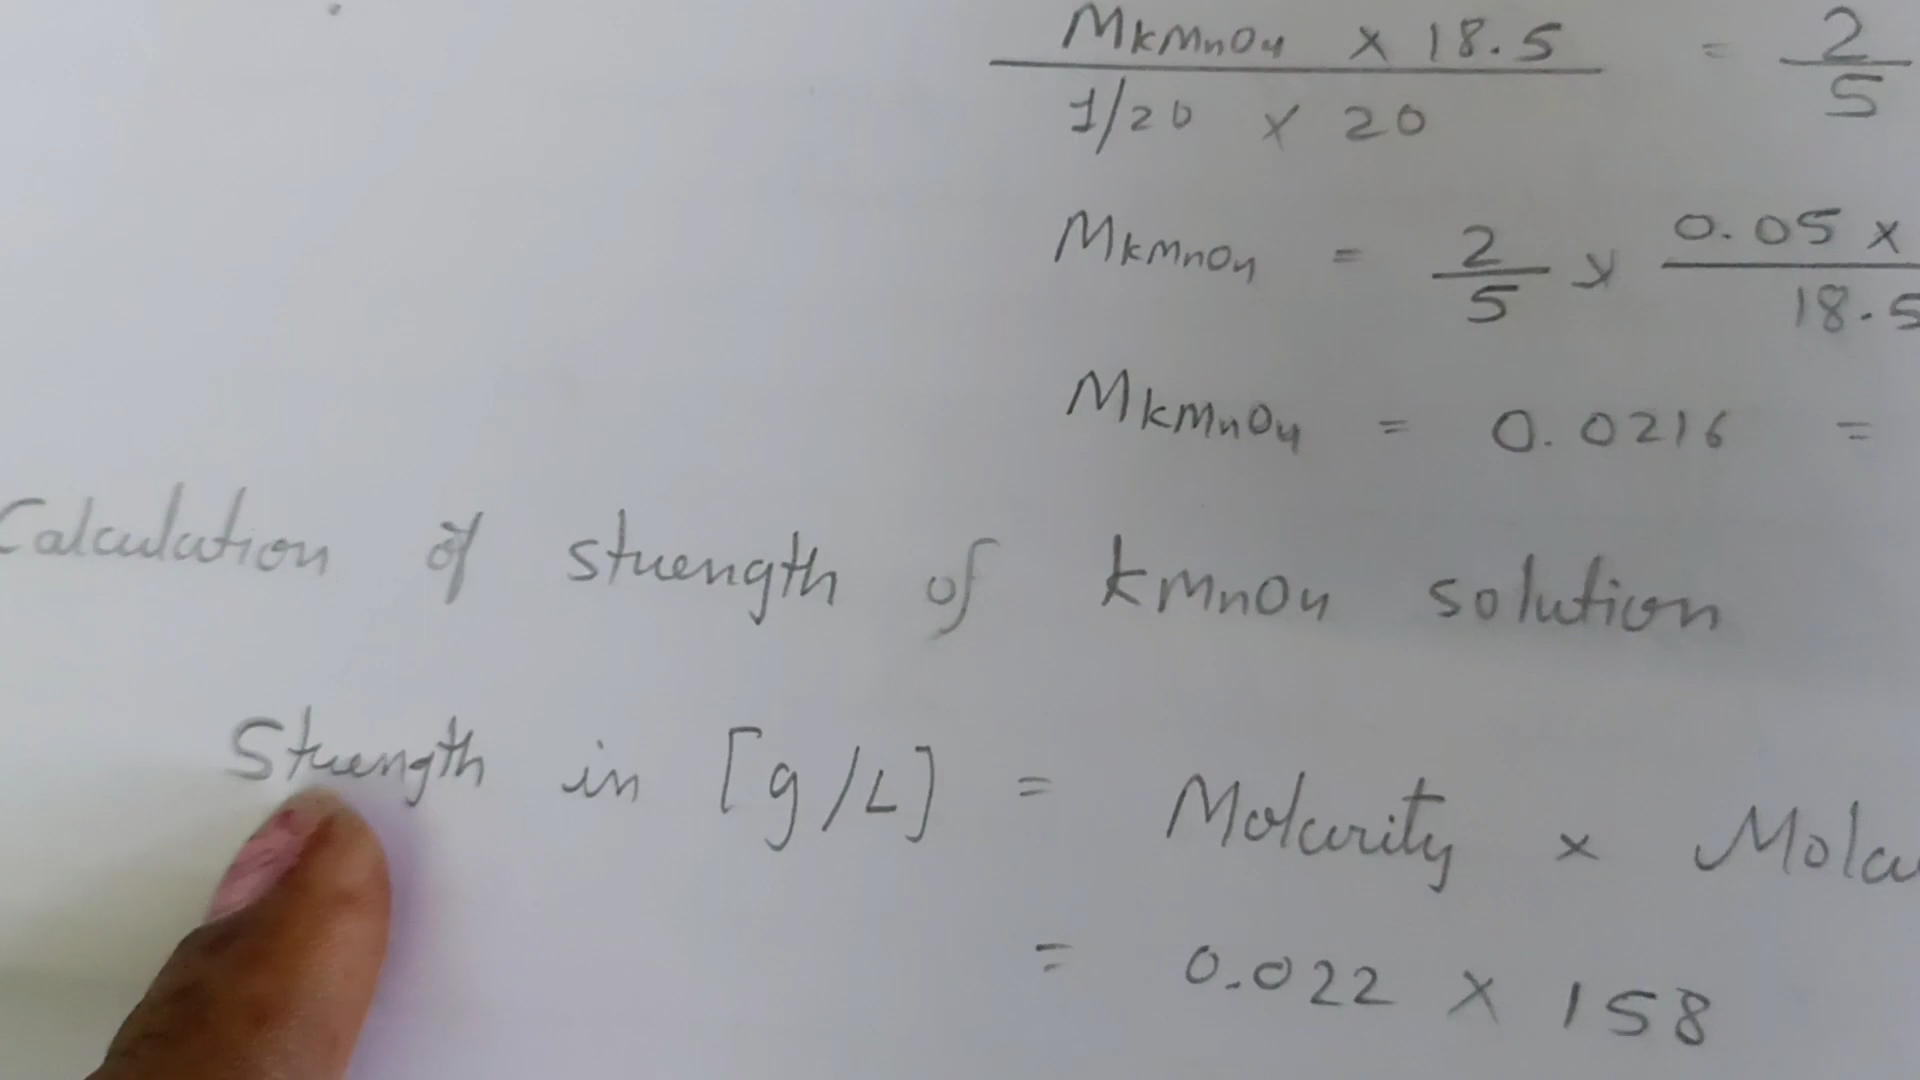 MKMnO4 x 18.5 = 2
1/20 x 20 5
MKMnO4 = 2 x 0.05 x
5 18.5
MKMnO4 = 0.0216 =
Calculation of strength of KMnO4 solution
Strength in [g/L] = Molarity x
= 0.022 x 158